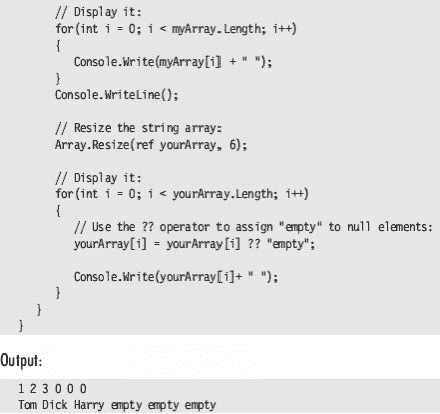 // Display it:
for(int i = 0; i < myArray.Length; i++)
{
Console.Write(myArray[i] + " ");
}
Console.WriteLine();
// Resize the string array:
Array.Resize(ref yourArray, 6);
// Display it:
for(int i = 0; i < yourArray.Length; i++)
{
// Use the ?? operator to assign "empty" to null elements:
yourArray[i] = yourArray[i] ?? "empty";
Console.Write(yourArray[i]+ " ");
}
}
}
Output:
1 2 3 0 0 0
Tom Dick Harry empty empty empty